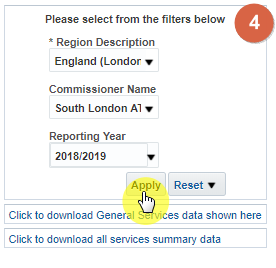 Please select from the filters below
4
* Region Description
England (London
Commissioner Name
South London AT
Reporting Year
2018/2019
Apply
Reset
Click to download General Services data shown here
Click to download all services summary data